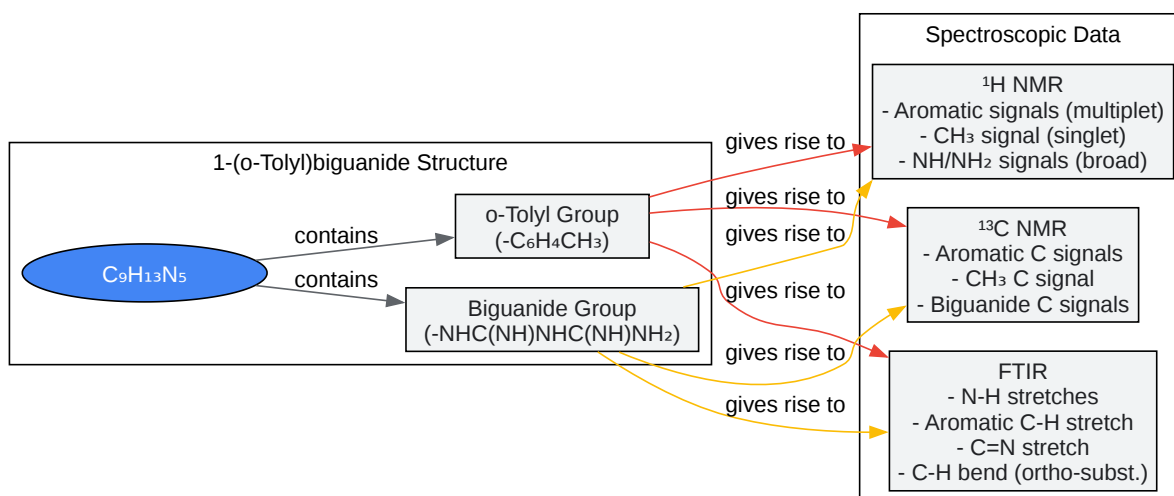 1-(o-Tolyl)biguanide Structure
C₉H₁₃N₅
contains
contains
o-Tolyl Group
(-C₆H₄CH₃)
Biguanide Group
(-NHC(NH)NHC(NH)NH₂)
gives rise to
gives rise to
gives rise to
gives rise to
gives rise to
gives rise to
Spectroscopic Data
¹H NMR
- Aromatic signals (multiplet)
- CH₃ signal (singlet)
- NH/NH₂ signals (broad)
¹³C NMR
- Aromatic C signals
- CH₃ C signal
- Biguanide C signals
FTIR
- N-H stretches
- Aromatic C-H stretch
- C=N stretch
- C-H bend (ortho-subst.)